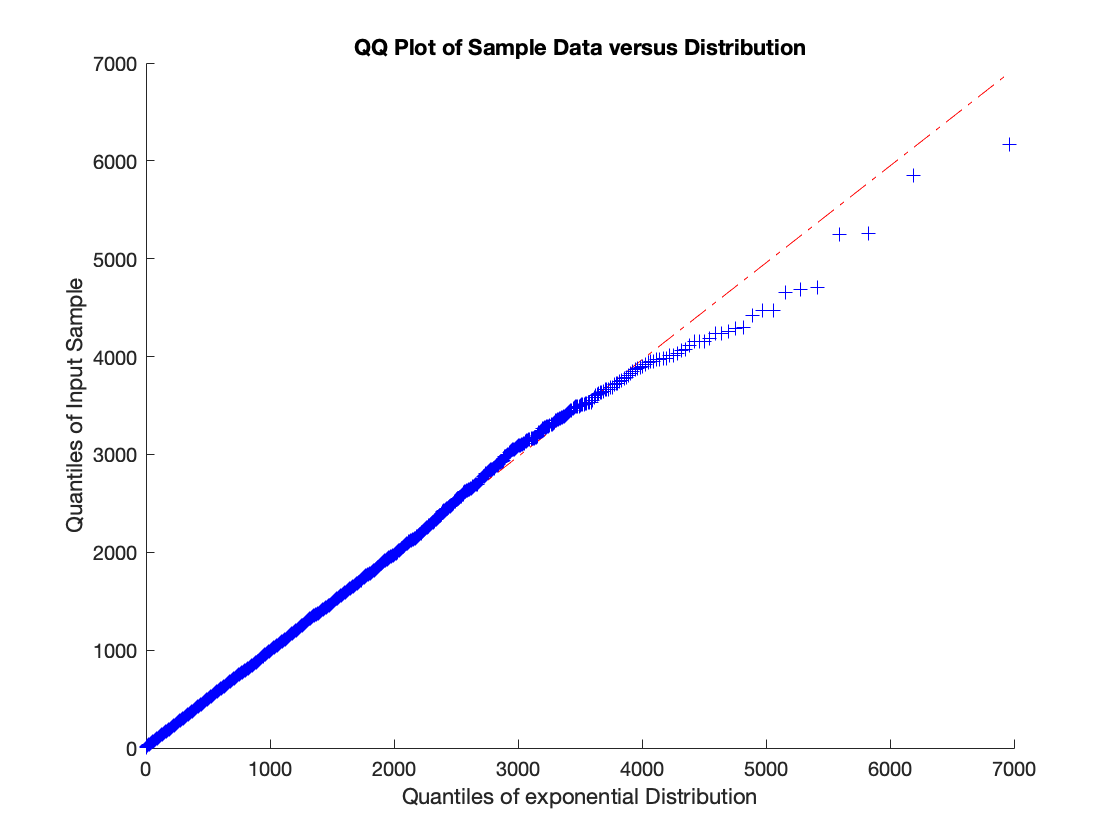 QQ Plot of Sample Data versus Distribution
7000
6000
5000
4000
3000
2000
1000
0
Quantiles of Input Sample
0 1000 2000 3000 4000 5000 6000 7000
Quantiles of exponential Distribution